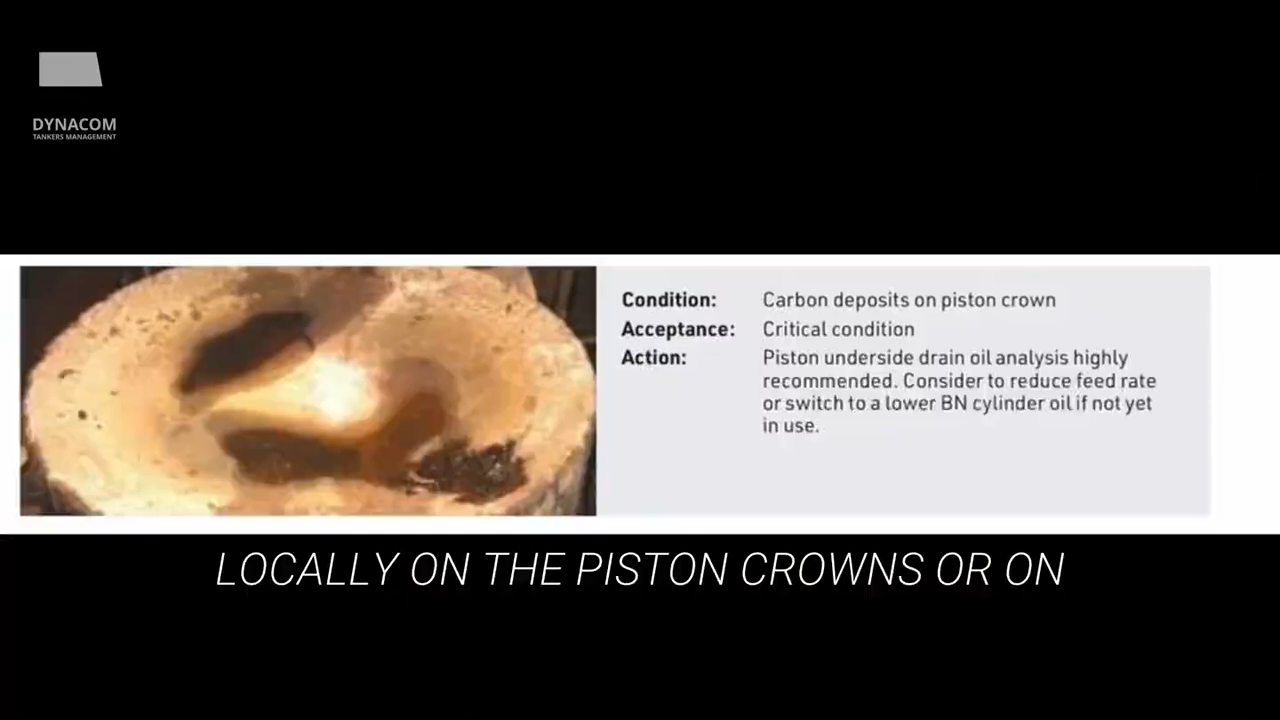 DYNACOM
TANKERS MANAGEMENT
Condition: Carbon deposits on piston crown
Acceptance: Critical condition
Action: Piston underside drain oil analysis highly
recommended. Consider to reduce feed rate
or switch to a lower BN cylinder oil if not yet
in use.
LOCALLY ON THE PISTON CROWNS OR ON